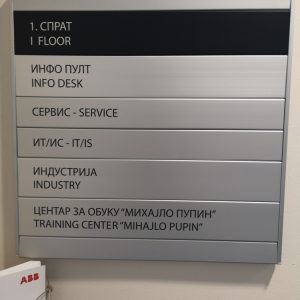 1. СПРАТ
I FLOOR
ИНФО ПУЛТ
INFO DESK
СЕРВИС - SERVICE
ИТ/ИС - IT/IS
ИНДУСТРИЈА
INDUSTRY
ЦЕНТАР ЗА ОБУКУ “МИХАЈЛО ПУПИН”
TRAINING CENTER “MIHAJLO PUPIN”
ABB